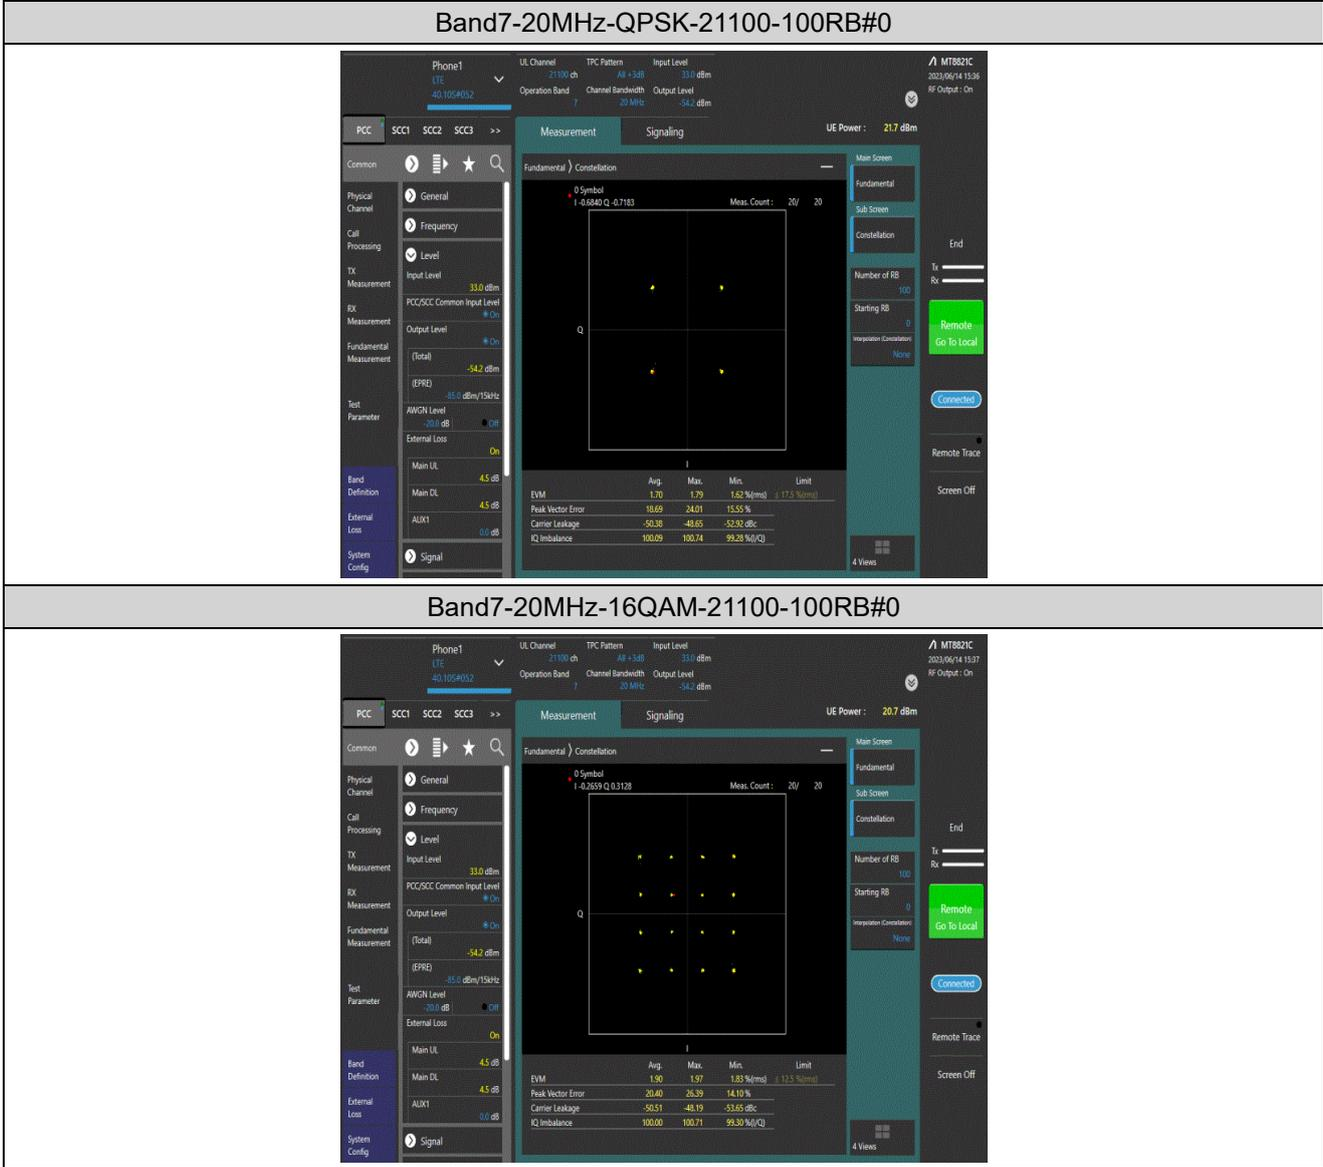 Band7-20MHz-QPSK-21100-100RB#0
Phone1
LTE
40.10S#052
UL Channel TPC Pattern Input Level
21100 ch All +3dB 33.0 dBm
Operation Band Channel Bandwidth Output Level
7 20 MHz -54.2 dBm
MT8821C
2023/06/14 15:36
RF Output : On
PCC SCC1 SCC2 SCC3 >>
Measurement Signaling
UE Power : 21.7 dBm
Common
Physical
Channel
Call
Processing
TX
Measurement
RX
Measurement
Fundamental
Measurement
Test
Parameter
Band
Definition
External
Loss
System
Config
General
Frequency
Level
Input Level
33.0 dBm
PCC/SCC Common Input Level
On
Output Level
On
(Total)
-54.2 dBm
(EPRE)
-85.0 dBm/15kHz
AWGN Level
-20.0 dB Off
External Loss
On
Main UL
4.5 dB
Main DL
4.5 dB
AUX1
0.0 dB
Signal
Fundamental Constellation
0 Symbol
I -0.6840 Q -0.7183 Meas. Count : 20/ 20
Q
I
Avg. Max. Min. Limit
EVM 1.70 1.79 1.62 %(rms) ≤ 17.5 %(rms)
Peak Vector Error 18.69 24.01 15.55 %
Carrier Leakage -50.38 -48.65 -52.92 dBc
IQ Imbalance 100.09 100.74 99.28 %(I/Q)
Main Screen
Fundamental
Sub Screen
Constellation
Number of RB
100
Starting RB
0
Interpolation (Constellation)
None
4 Views
End
Tx
Rx
Remote
Go To Local
Connected
Remote Trace
Screen Off
Band7-20MHz-16QAM-21100-100RB#0
Phone1
LTE
40.10S#052
UL Channel TPC Pattern Input Level
21100 ch All +3dB 33.0 dBm
Operation Band Channel Bandwidth Output Level
7 20 MHz -54.2 dBm
MT8821C
2023/06/14 15:37
RF Output : On
PCC SCC1 SCC2 SCC3 >>
Measurement Signaling
UE Power : 20.7 dBm
Common
Physical
Channel
Call
Processing
TX
Measurement
RX
Measurement
Fundamental
Measurement
Test
Parameter
Band
Definition
External
Loss
System
Config
General
Frequency
Level
Input Level
33.0 dBm
PCC/SCC Common Input Level
On
Output Level
On
(Total)
-54.2 dBm
(EPRE)
-85.0 dBm/15kHz
AWGN Level
-20.0 dB Off
External Loss
On
Main UL
4.5 dB
Main DL
4.5 dB
AUX1
0.0 dB
Signal
Fundamental Constellation
0 Symbol
I -0.2659 Q 0.3128 Meas. Count : 20/ 20
Q
I
Avg. Max. Min. Limit
EVM 1.90 1.97 1.83 %(rms) ≤ 12.5 %(rms)
Peak Vector Error 20.40 26.39 14.10 %
Carrier Leakage -50.51 -48.19 -53.65 dBc
IQ Imbalance 100.00 100.71 99.30 %(I/Q)
Main Screen
Fundamental
Sub Screen
Constellation
Number of RB
100
Starting RB
0
Interpolation (Constellation)
None
4 Views
End
Tx
Rx
Remote
Go To Local
Connected
Remote Trace
Screen Off